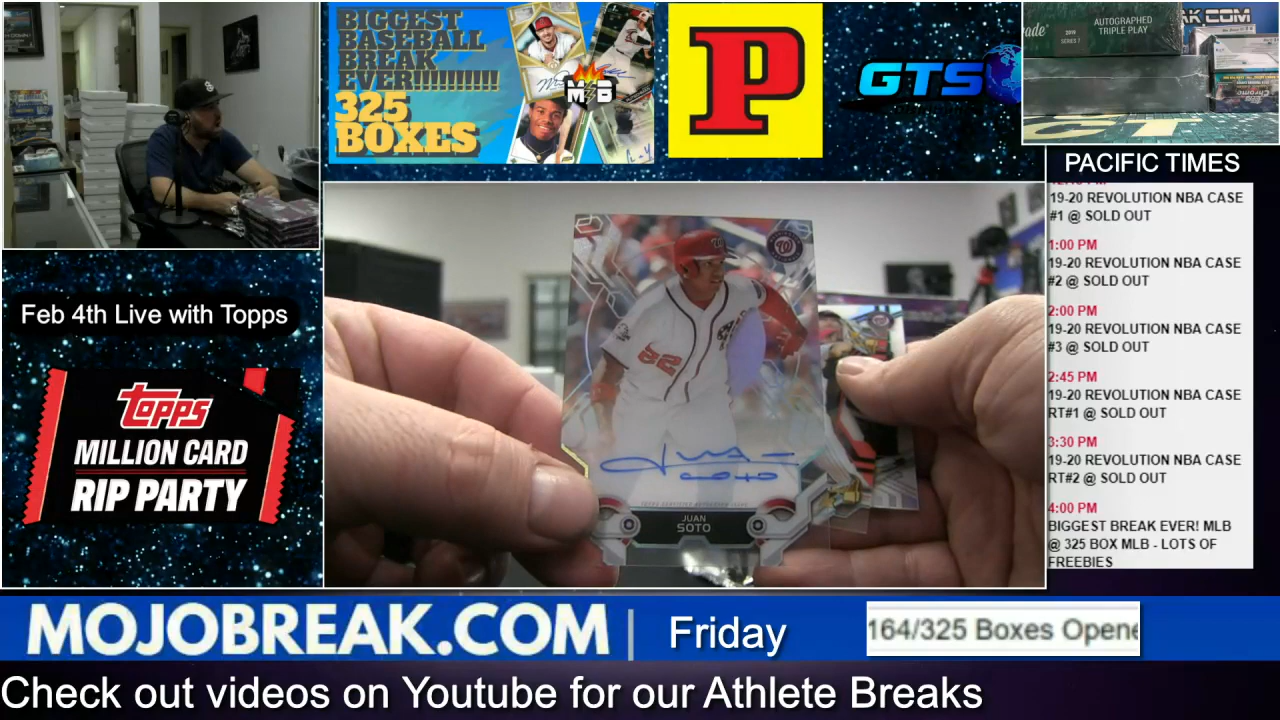 BIGGEST
BASEBALL
BREAK
EVER!!!!!!!!!!!
325
BOXES
M B
P
GTS
AUTOGRAPHED
TRIPLE PLAY
2019
SERIES 1
Chrome
PACIFIC TIMES
19-20 REVOLUTION NBA CASE
#1 @ SOLD OUT
1:00 PM
19-20 REVOLUTION NBA CASE
#2 @ SOLD OUT
2:00 PM
19-20 REVOLUTION NBA CASE
#3 @ SOLD OUT
2:45 PM
19-20 REVOLUTION NBA CASE
RT#1 @ SOLD OUT
3:30 PM
19-20 REVOLUTION NBA CASE
RT#2 @ SOLD OUT
4:00 PM
BIGGEST BREAK EVER! MLB
@ 325 BOX MLB - LOTS OF
FREEBIES
Feb 4th Live with Topps
TOPPS
MILLION CARD
RIP PARTY
22
JUAN
SOTO
MOJOBREAK.COM
Friday
164/325 Boxes Opene
Check out videos on Youtube for our Athlete Breaks